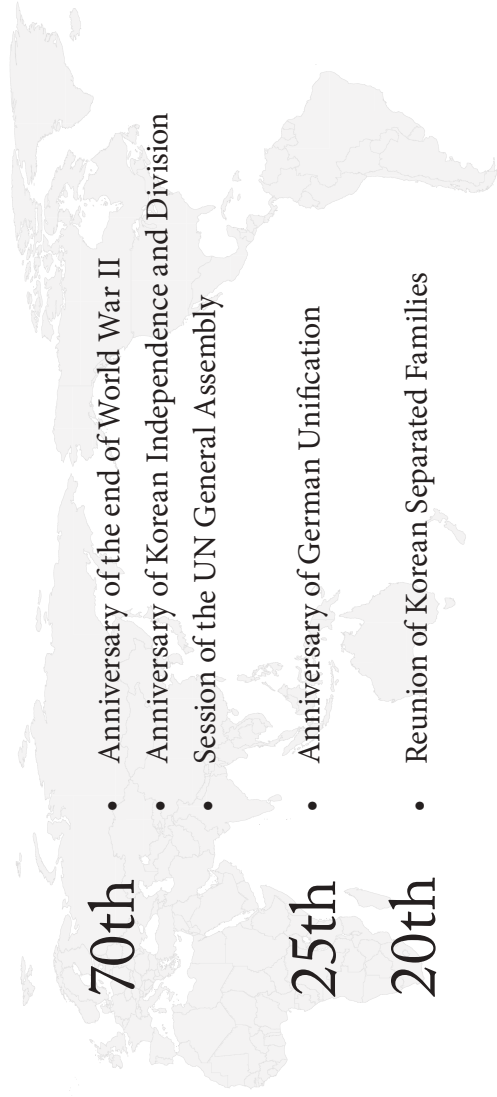 70th
• Anniversary of the end of World War II
• Anniversary of Korean Independence and Division
• Session of the UN General Assembly
25th
• Anniversary of German Unification
20th
• Reunion of Korean Separated Families